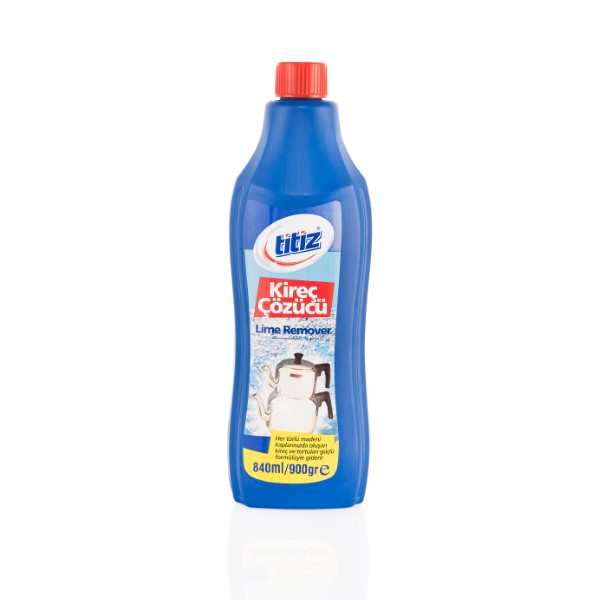 titiz
Kireç
Çözücü
Lime Remover
Her türlü madeni
kaplarınızda oluşan
kireç ve tortuları güçlü
formülüyle giderir
840ml/900gr℮